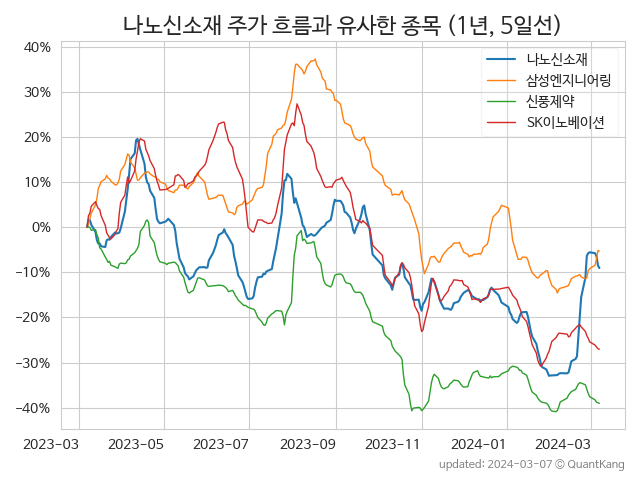 나노신소재 주가 흐름과 유사한 종목 (1년, 5일선)
40%
30%
20%
10%
0%
−10%
−20%
−30%
−40%
나노신소재
삼성엔지니어링
신풍제약
SK이노베이션
2023-03 2023-05 2023-07 2023-09 2023-11 2024-01 2024-03
updated: 2024-03-07 © QuantKang